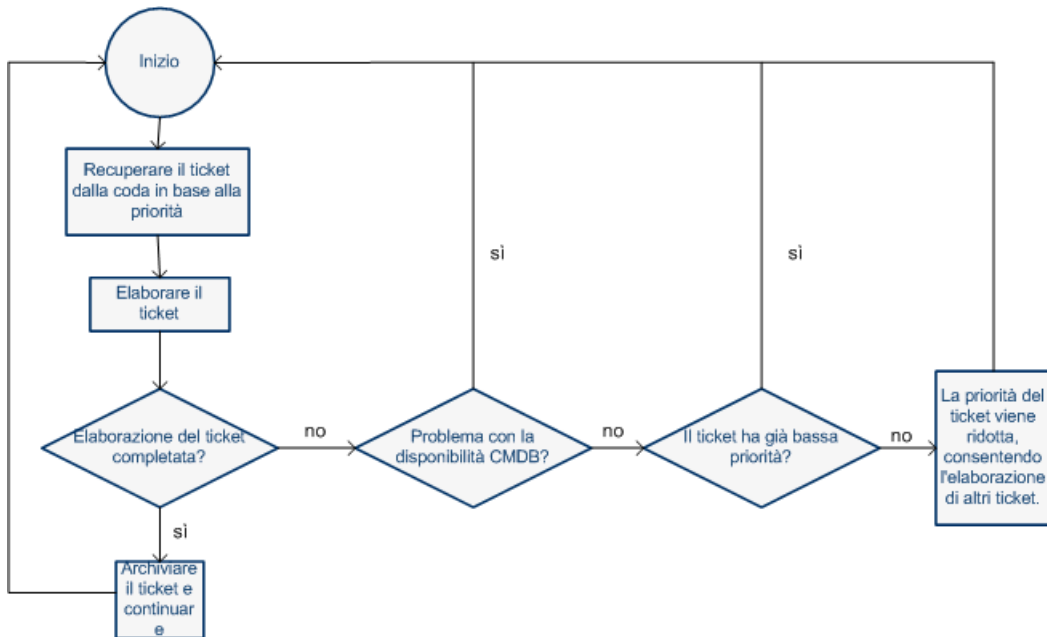 Inizio
Recuperare il ticket
dalla coda in base alla
priorità
sì
sì
Elaborare il
ticket
Elaborazione del ticket
completata?
no
Problema con la
disponibilità CMDB?
no
Il ticket ha già bassa
priorità?
no
La priorità del
ticket viene
ridotta,
consentendo
l'elaborazione
di altri ticket.
sì
Archiviare
il ticket e
continuar
e